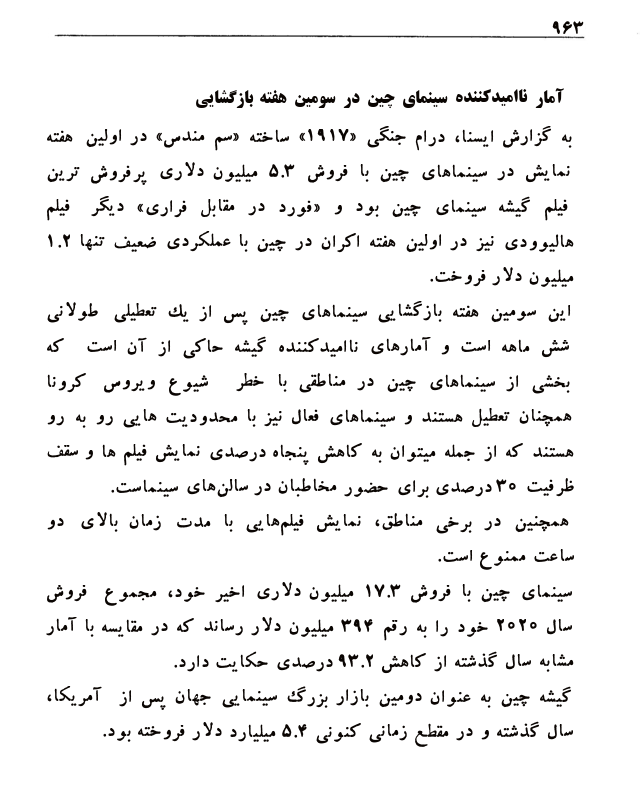 ۹۶۳
آمار ناامیدکننده سینمای چین در سومین هفته بازگشایی
به گزارش ایسنا، درام جنگی «۱۹۱۷» ساخته «سم مندس» در اولین هفته
نمایش در سینماهای چین با فروش ۵.۳ میلیون دلاری پرفروش ترین
فیلم گیشه سینمای چین بود و «فورد در مقابل فراری» دیگر فیلم
هالیوودی نیز در اولین هفته اکران در چین با عملکردی ضعیف تنها ۱.۲
میلیون دلار فروخت.
این سومین هفته بازگشایی سینماهای چین پس از یك تعطیلی طولانی
شش ماهه است و آمارهای ناامیدکننده گیشه حاکی از آن است که
بخشی از سینماهای چین در مناطقی با خطر شیوع ویروس کرونا
همچنان تعطیل هستند و سینماهای فعال نیز با محدودیت هایی رو به رو
هستند که از جمله میتوان به کاهش پنجاه درصدی نمایش فیلم ها و سقف
ظرفیت ۳۰ درصدی برای حضور مخاطبان در سالن‌های سینماست.
همچنین در برخی مناطق، نمایش فیلم‌هایی با مدت زمان بالای دو
ساعت ممنوع است.
سینمای چین با فروش ۱۷.۳ میلیون دلاری اخیر خود، مجموع فروش
سال ۲۰۲۰ خود را به رقم ۳۹۴ میلیون دلار رساند که در مقایسه با آمار
مشابه سال گذشته از کاهش ۹۳.۲ درصدی حکایت دارد.
گیشه چین به عنوان دومین بازار بزرگ سینمایی جهان پس از آمریکا،
سال گذشته و در مقطع زمانی کنونی ۵.۴ میلیارد دلار فروخته بود.